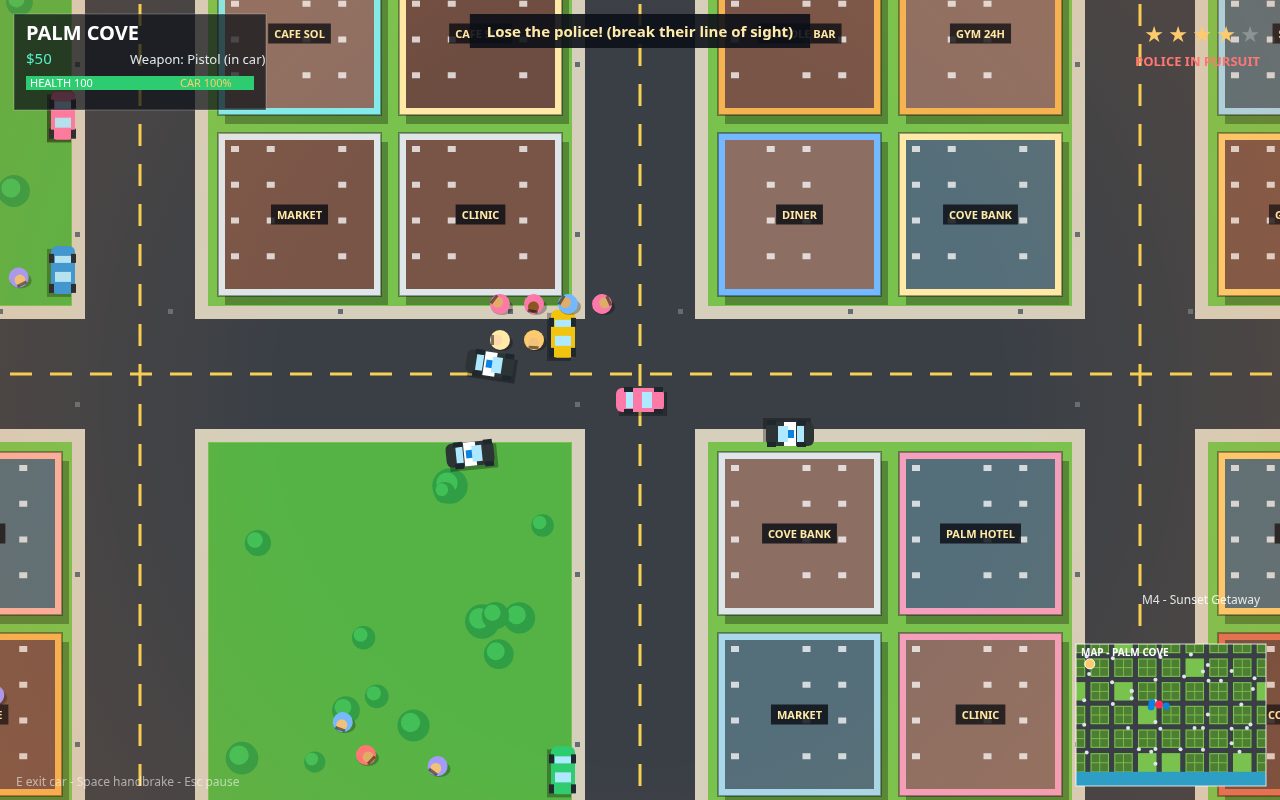 PALM COVE
$50
Weapon: Pistol (in car)
HEALTH 100
CAR 100%
CAFE SOL
Lose the police! (break their line of sight)
BAR
GYM 24H
POLICE IN PURSUIT
MARKET
CLINIC
DINER
COVE BANK
COVE BANK
PALM HOTEL
M4 - Sunset Getaway
MAP - PALM COVE
MARKET
CLINIC
E exit car - Space handbrake - Esc pause